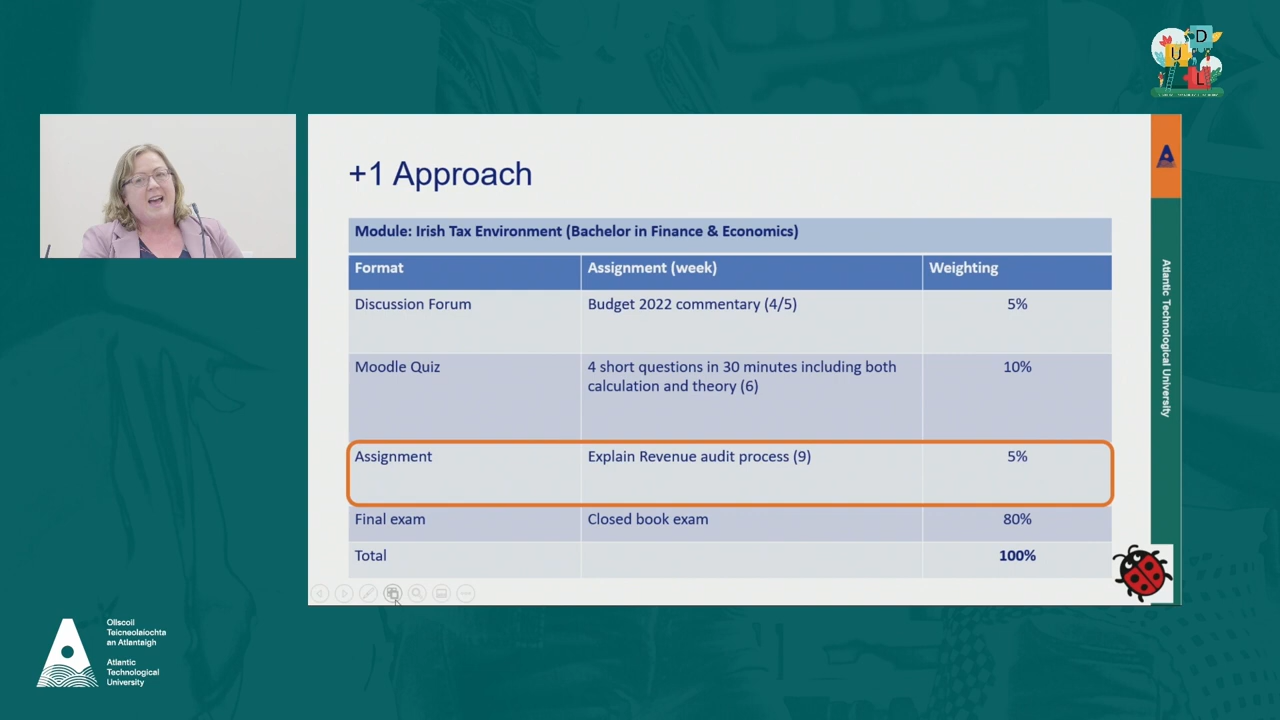 U
D
L
+1 Approach
Module: Irish Tax Environment (Bachelor in Finance & Economics)
Format Assignment (week) Weighting
Discussion Forum Budget 2022 commentary (4/5) 5%
Moodle Quiz 4 short questions in 30 minutes including both 10%
calculation and theory (6)
Assignment Explain Revenue audit process (9) 5%
Final exam Closed book exam 80%
Total 100%
Atlantic Technological University
Ollscoil
Teicneolaíochta
an Atlantaigh
Atlantic
Technological
University